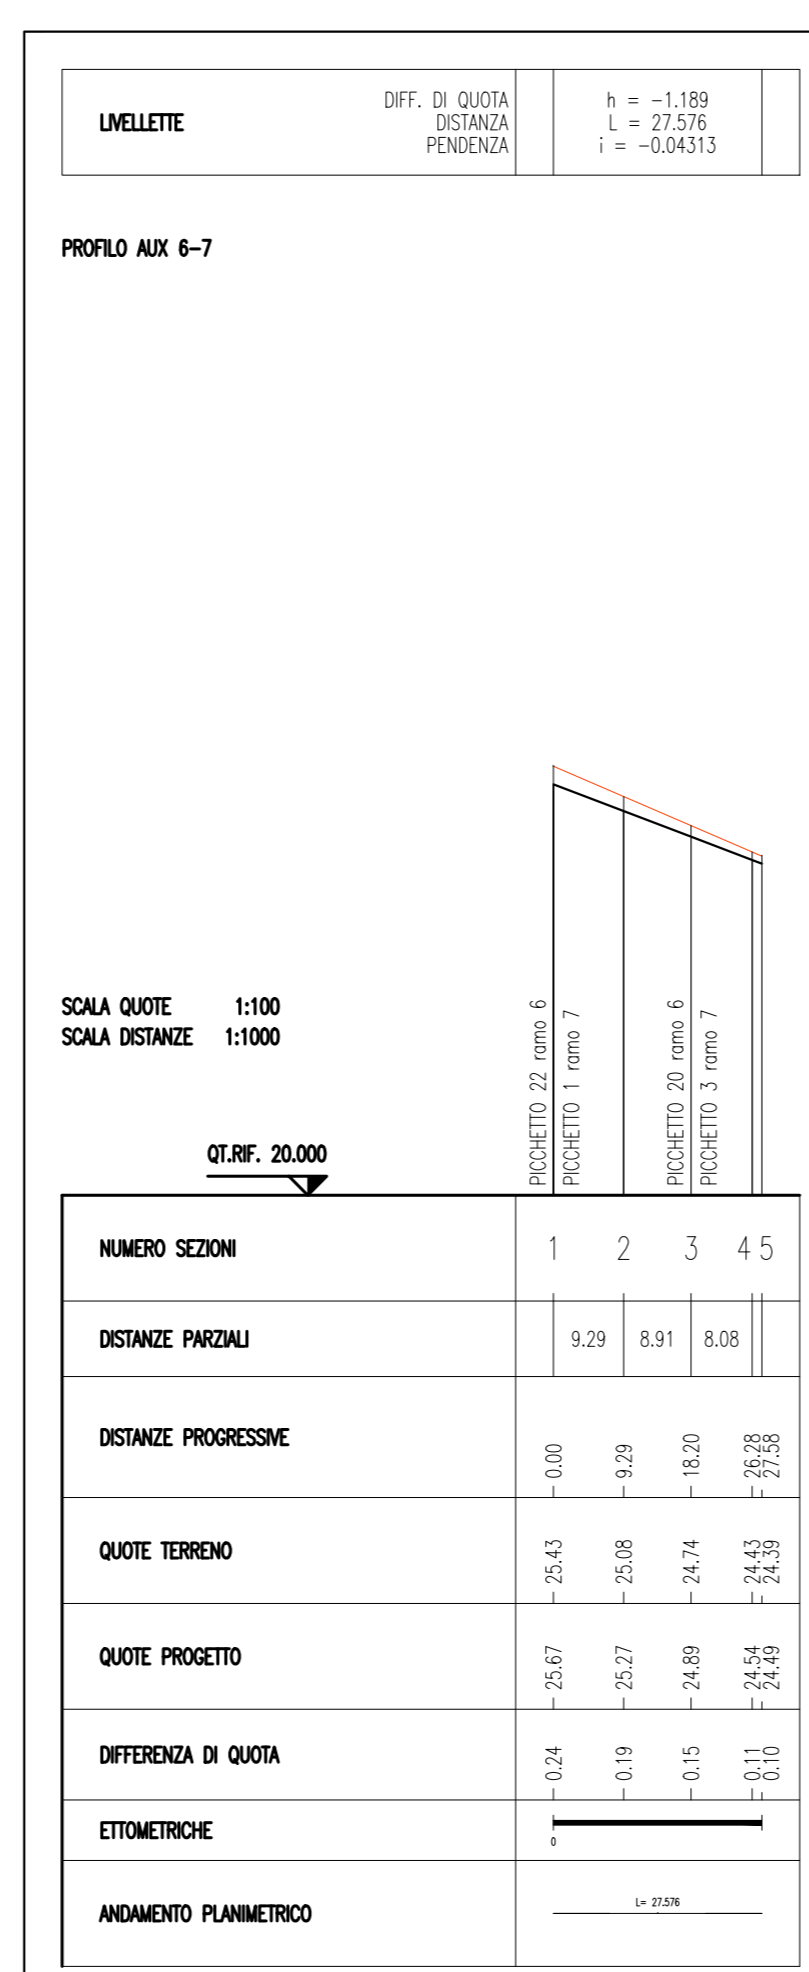 LIVELLETTE
DIFF. DI QUOTA h = -1.189
DISTANZA L = 27.576
PENDENZA i = -0.04313
PROFILO AUX 6-7
SCALA QUOTE 1:100
SCALA DISTANZE 1:1000
PICCHETTO 22 ramo 6
PICCHETTO 1 ramo 7
PICCHETTO 20 ramo 6
PICCHETTO 3 ramo 7
QT.RIF. 20.000
NUMERO SEZIONI 1 2 3 4 5
DISTANZE PARZIALI 9.29 8.91 8.08
DISTANZE PROGRESSIVE 0.00 9.29 18.20 26.28 27.58
QUOTE TERRENO 25.43 25.08 24.74 24.43 24.39
QUOTE PROGETTO 25.67 25.27 24.89 24.54 24.49
DIFFERENZA DI QUOTA 0.24 0.19 0.15 0.11 0.10
ETTOMETRICHE 0
ANDAMENTO PLANIMETRICO L= 27.576